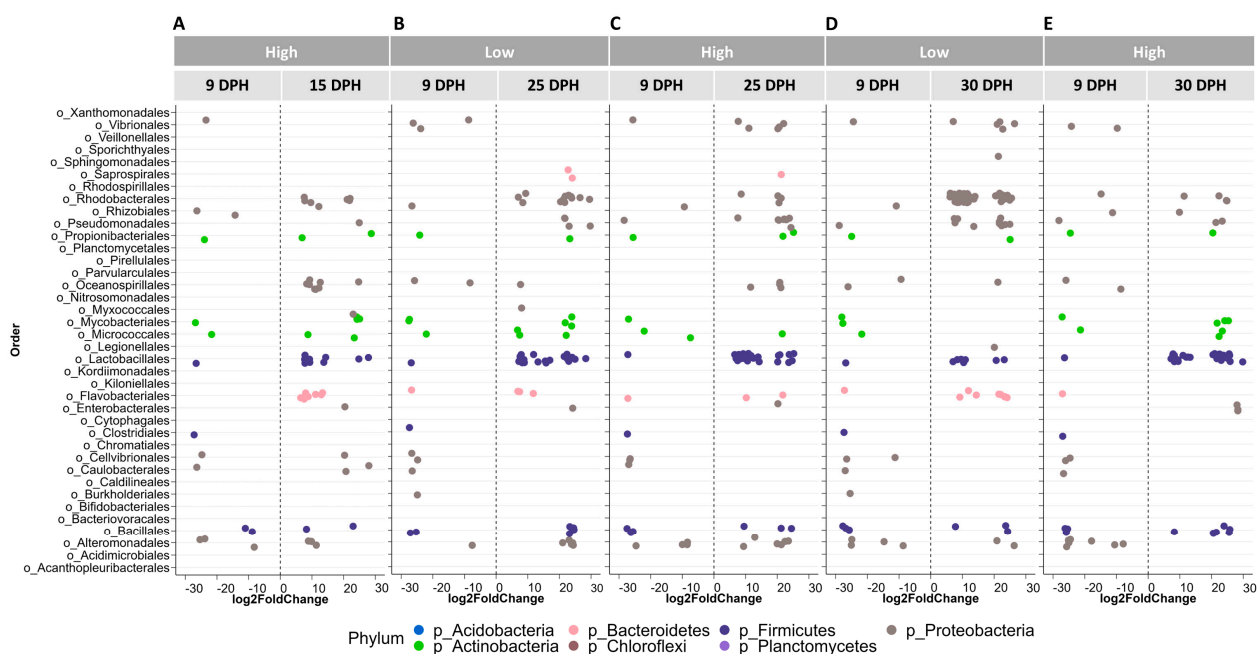 A B C D E
High Low High Low High
9 DPH 15 DPH 9 DPH 25 DPH 9 DPH 25 DPH 9 DPH 30 DPH 9 DPH 30 DPH
Order
o_Xanthomonadales
o_Vibrionales
o_Veillonellales
o_Sporichthyales
o_Sphingomonadales
o_Saprospirales
o_Rhodospirillales
o_Rhodobacterales
o_Rhizobiales
o_Pseudomonadales
o_Propionibacteriales
o_Planctomycetales
o_Pirellulales
o_Parvularculales
o_Oceanospirillales
o_Nitrosomonadales
o_Myxococcales
o_Mycobacteriales
o_Micrococcales
o_Legionellales
o_Lactobacillales
o_Kordiimonadales
o_Kiloniellales
o_Flavobacteriales
o_Enterobacterales
o_Cytophagales
o_Clostridiales
o_Chromatiales
o_Cellvibrionales
o_Caulobacterales
o_Caldilineales
o_Burkholderiales
o_Bifidobacteriales
o_Bacteriovoracales
o_Bacillales
o_Alteromonadales
o_Acidimicrobiales
o_Acanthopleuribacterales
-30 -20 -10 0 10 20 30 -30 -20 -10 0 10 20 30 -30 -20 -10 0 10 20 30 -30 -20 -10 0 10 20 30 -30 -20 -10 0 10 20 30
log2FoldChange log2FoldChange log2FoldChange log2FoldChange log2FoldChange
Phylum p_Acidobacteria p_Bacteroidetes p_Firmicutes p_Proteobacteria
p_Actinobacteria p_Chloroflexi p_Planctomycetes